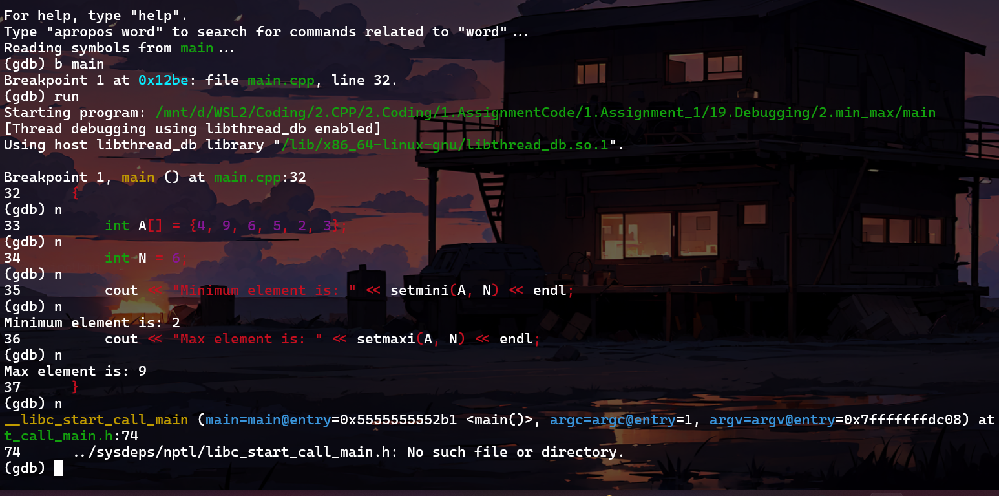 For help, type "help".
Type "apropos word" to search for commands related to "word"...
Reading symbols from main...
(gdb) b main
Breakpoint 1 at 0x12be: file main.cpp, line 32.
(gdb) run
Starting program: /mnt/d/WSL2/Coding/2.CPP/2.Coding/1.AssignmentCode/1.Assignment_1/19.Debugging/2.min_max/main
[Thread debugging using libthread_db enabled]
Using host libthread_db library "/lib/x86_64-linux-gnu/libthread_db.so.1".

Breakpoint 1, main () at main.cpp:32
32      {
(gdb) n
33          int A[] = {4, 9, 6, 5, 2, 3};
(gdb) n
34          int N = 6;
(gdb) n
35          cout << "Minimum element is: " << setmini(A, N) << endl;
(gdb) n
Minimum element is: 2
36          cout << "Max element is: " << setmaxi(A, N) << endl;
(gdb) n
Max element is: 9
37      }
(gdb) n
__libc_start_call_main (main=main@entry=0x5555555552b1 <main()>, argc=argc@entry=1, argv=argv@entry=0x7fffffffdc08) at
t_call_main.h:74
74      ../sysdeps/nptl/libc_start_call_main.h: No such file or directory.
(gdb)